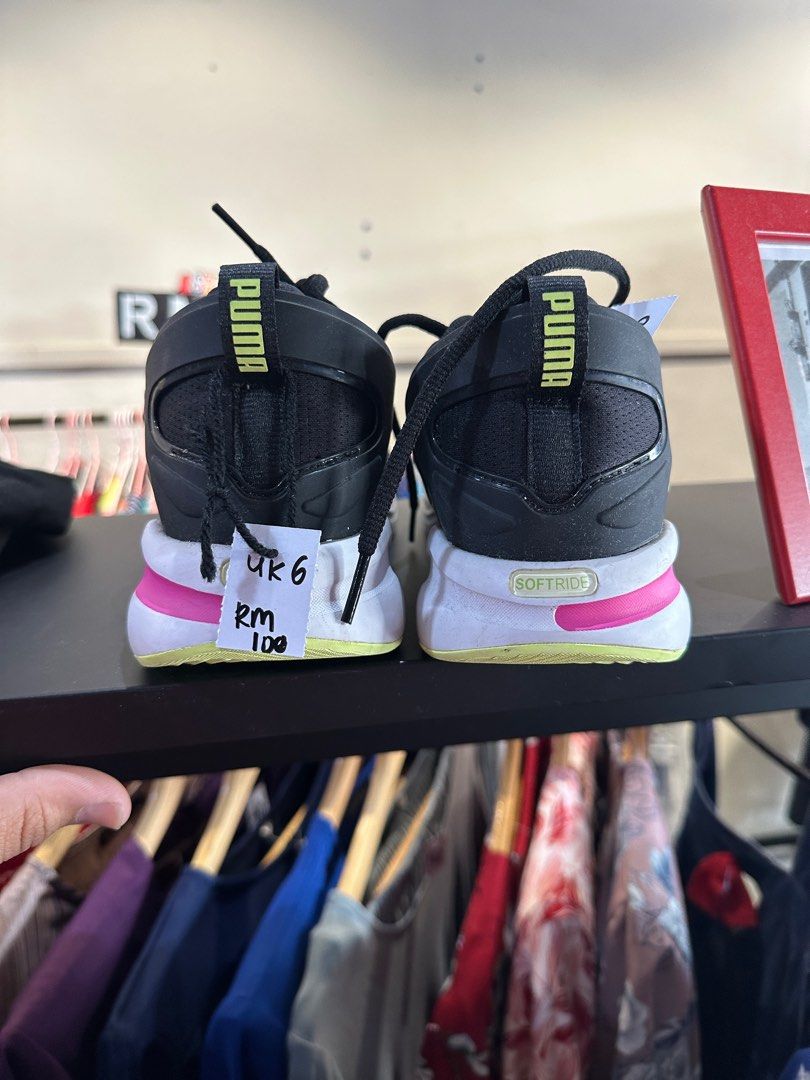 R
PUMA
PUMA
UK 6
RM
100
SOFTRIDE